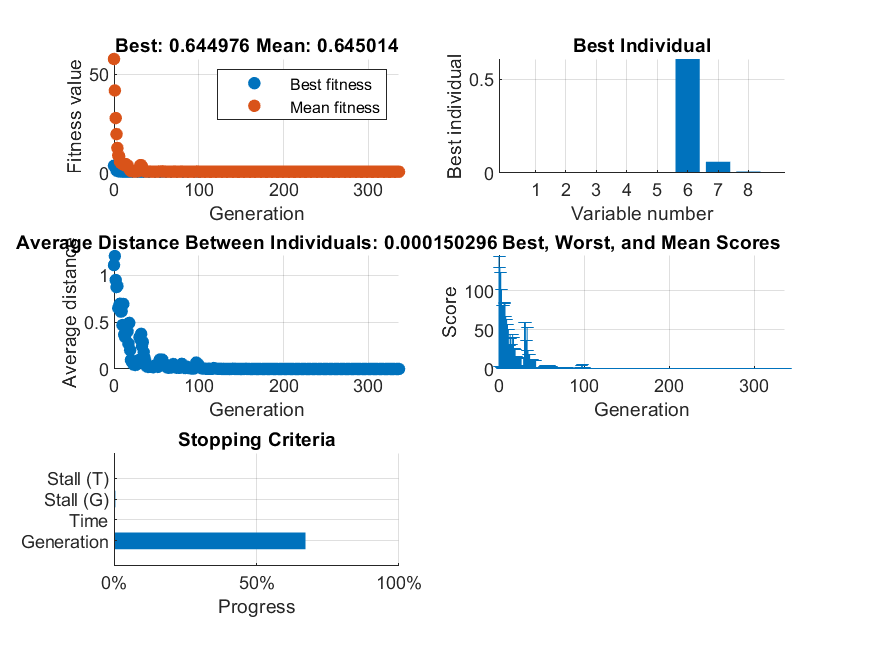 Best: 0.644976 Mean: 0.645014
Fitness value
50
0
Best fitness
Mean fitness
0
100
200
300
Generation
Best Individual
Best individual
0.5
0
1
2
3
4
5
6
7
8
Variable number
Average Distance Between Individuals: 0.000150296
Average distance
1
0.5
0
0
100
200
300
Generation
Best, Worst, and Mean Scores
Score
100
50
0
0
100
200
300
Generation
Stopping Criteria
Stall (T)
Stall (G)
Time
Generation
0%
50%
100%
Progress